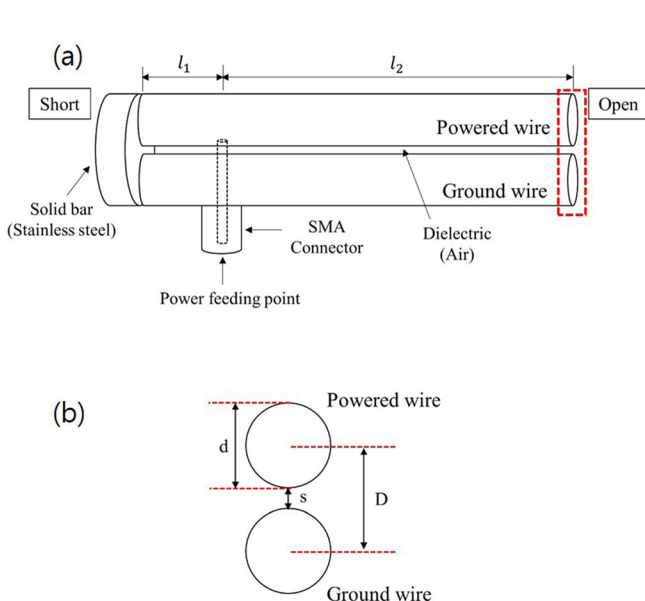 (a)
l₁
l₂
Short
Open
Powered wire
Ground wire
Solid bar
(Stainless steel)
SMA
Connector
Dielectric
(Air)
Power feeding point
(b)
Powered wire
d
s
D
Ground wire